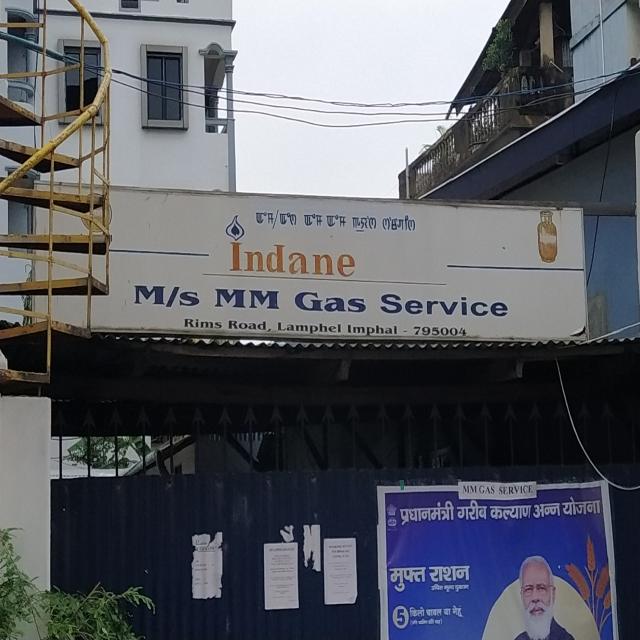 ꯑꯦꯝ/ꯑꯦꯁ ꯑꯦꯝ ꯑꯦꯝ
Indane
M/s MM Gas Service
Rims Road, Lamphel Imphal - 795004
MM GAS SERVICE
प्रधानमंत्री गरीब कल्याण अन्न योजना
मुफ्त राशन
5 किलो चावल या गेहू